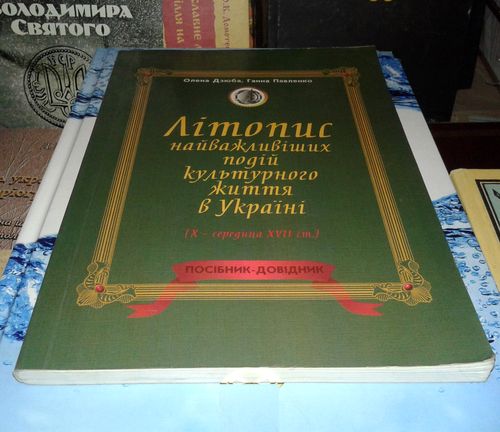 ВОЛОДИМИРА
СВЯТОГО
Олена Дзюба, Ганна Павленко
Літопис
найважливіших
подій
культурного
життя
в Україні
(X – середина XVII ст.)
ПОСІБНИК-ДОВІДНИК